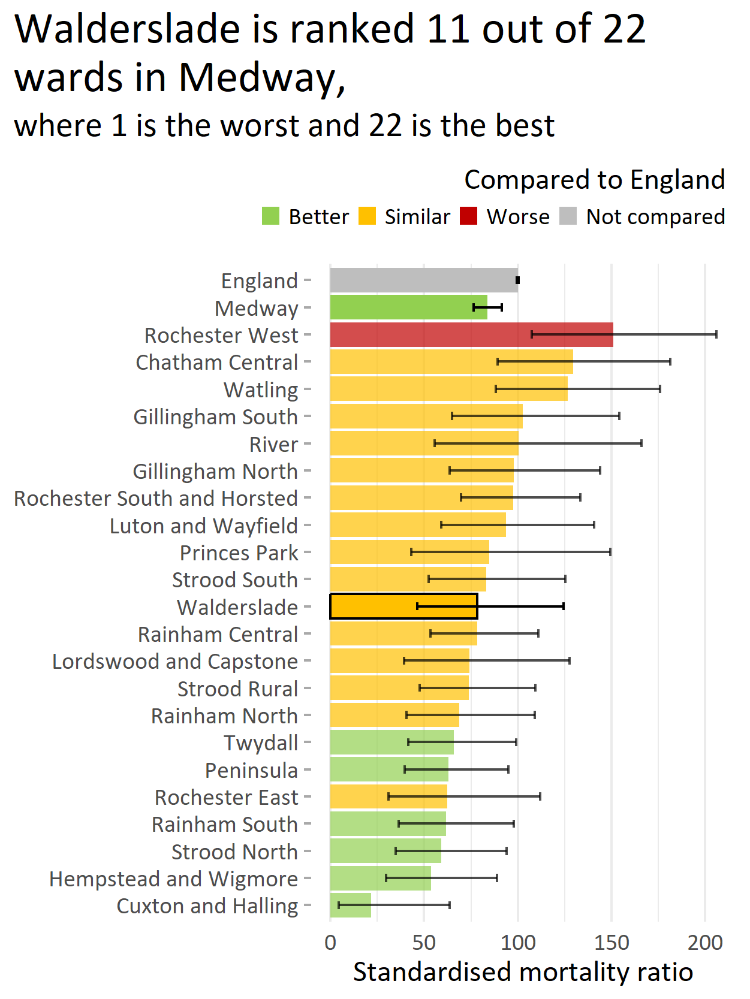 Walderslade is ranked 11 out of 22
wards in Medway,
where 1 is the worst and 22 is the best
Compared to England
Better Similar Worse Not compared
England
Medway
Rochester West
Chatham Central
Watling
Gillingham South
River
Gillingham North
Rochester South and Horsted
Luton and Wayfield
Princes Park
Strood South
Walderslade
Rainham Central
Lordswood and Capstone
Strood Rural
Rainham North
Twydall
Peninsula
Rochester East
Rainham South
Strood North
Hempstead and Wigmore
Cuxton and Halling
0 50 100 150 200
Standardised mortality ratio